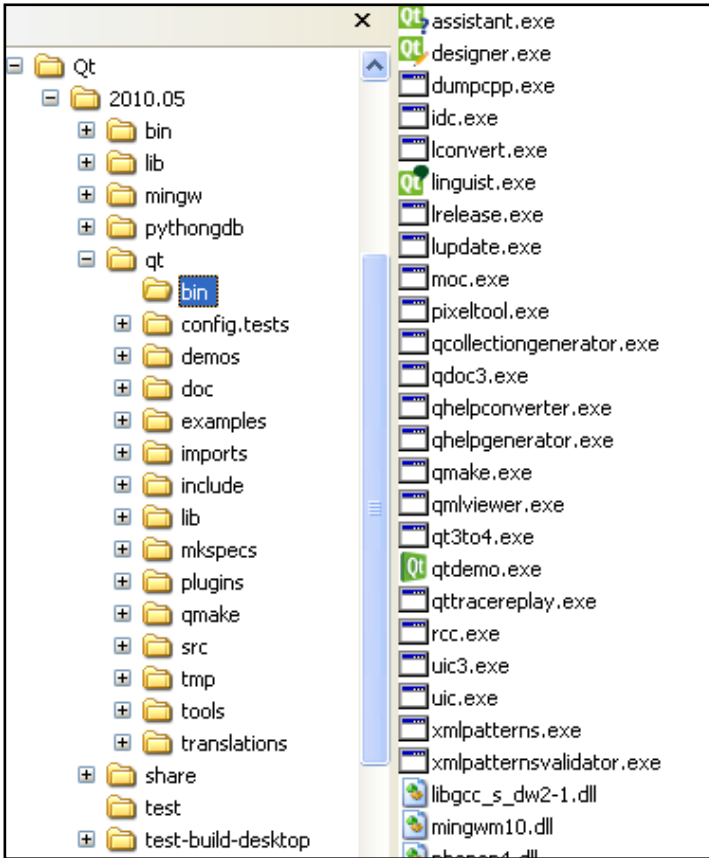 Qt
2010.05
bin
lib
mingw
pythongdb
qt
bin
config.tests
demos
doc
examples
imports
include
lib
mkspecs
plugins
qmake
src
tmp
tools
translations
share
test
test-build-desktop
assistant.exe
designer.exe
dumpcpp.exe
idc.exe
lconvert.exe
linguist.exe
lrelease.exe
lupdate.exe
moc.exe
pixeltool.exe
qcollectiongenerator.exe
qdoc3.exe
qhelpconverter.exe
qhelpgenerator.exe
qmake.exe
qmlviewer.exe
qt3to4.exe
qtdemo.exe
qttracereplay.exe
rcc.exe
uic3.exe
uic.exe
xmlpatterns.exe
xmlpatternsvalidator.exe
libgcc_s_dw2-1.dll
mingwm10.dll
phonon4.dll